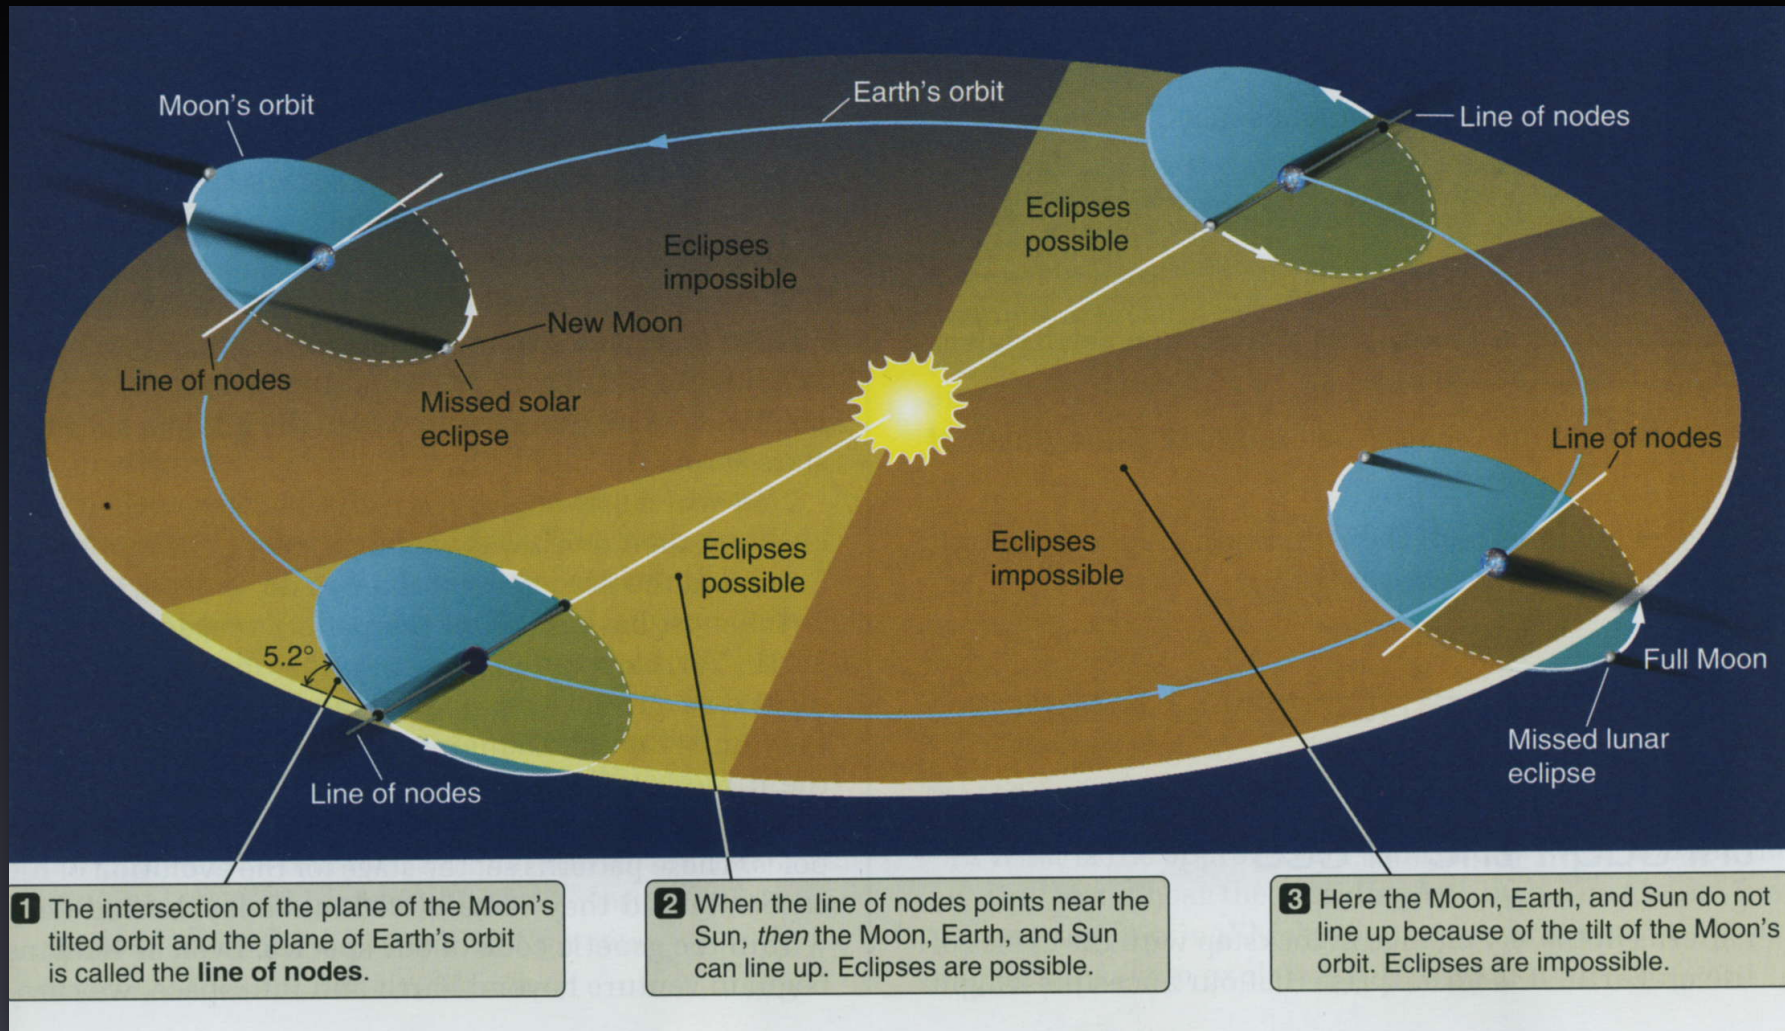 Moon's orbit
Earth's orbit
Line of nodes
Eclipses
possible
Eclipses
impossible
New Moon
Line of nodes
Missed solar
eclipse
Line of nodes
Eclipses
possible
Eclipses
impossible
5.2°
Full Moon
Missed lunar
eclipse
Line of nodes
1 The intersection of the plane of the Moon's
tilted orbit and the plane of Earth's orbit
is called the line of nodes.
2 When the line of nodes points near the
Sun, then the Moon, Earth, and Sun
can line up. Eclipses are possible.
3 Here the Moon, Earth, and Sun do not
line up because of the tilt of the Moon's
orbit. Eclipses are impossible.